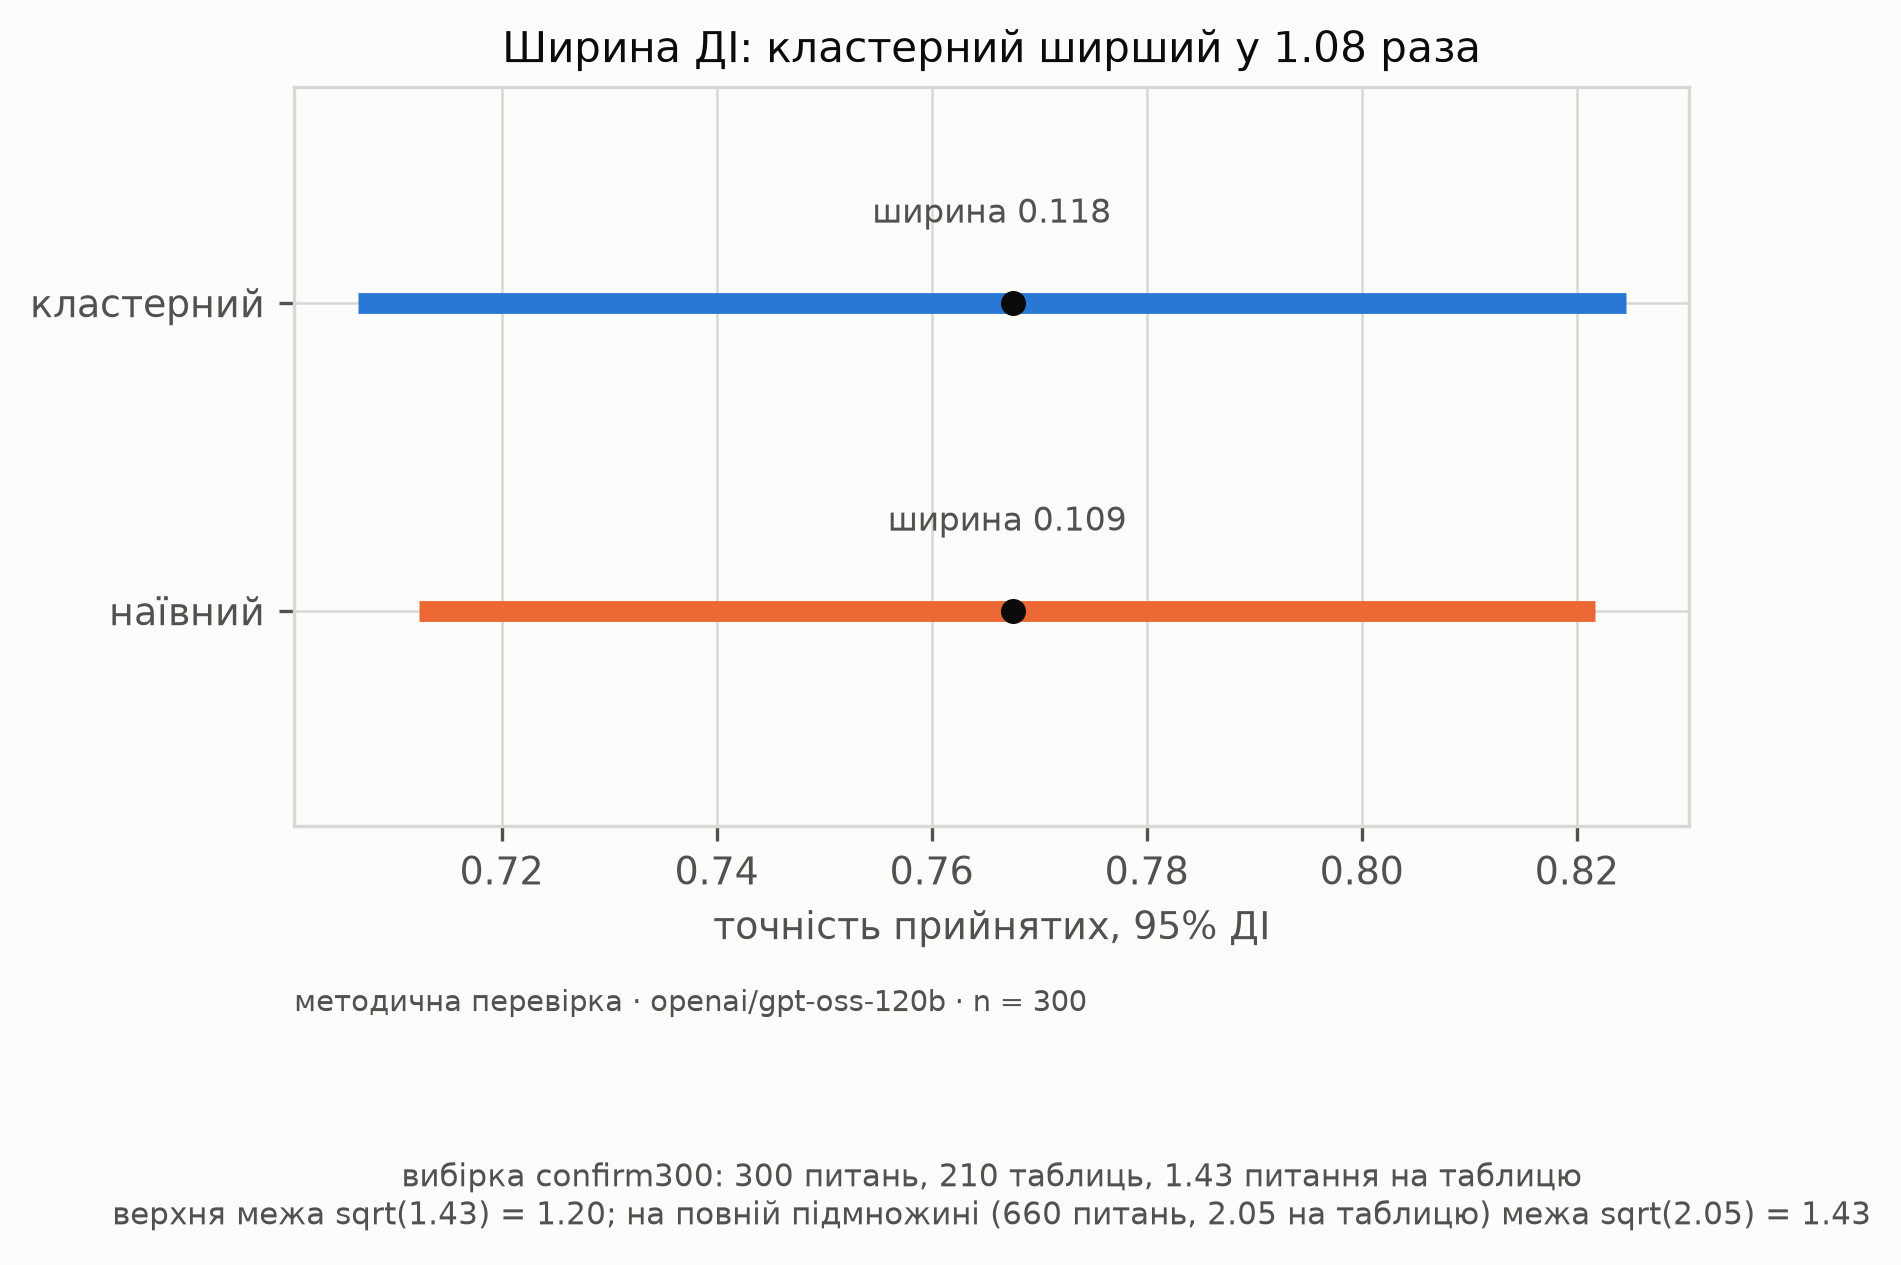 Ширина ДІ: кластерний ширший у 1.08 раза
ширина 0.118
кластерний
ширина 0.109
наївний
0.72 0.74 0.76 0.78 0.80 0.82
точність прийнятих, 95% ДІ
методична перевірка · openai/gpt-oss-120b · n = 300
вибірка confirm300: 300 питань, 210 таблиць, 1.43 питання на таблицю
верхня межа sqrt(1.43) = 1.20; на повній підмножині (660 питань, 2.05 на таблицю) межа sqrt(2.05) = 1.43